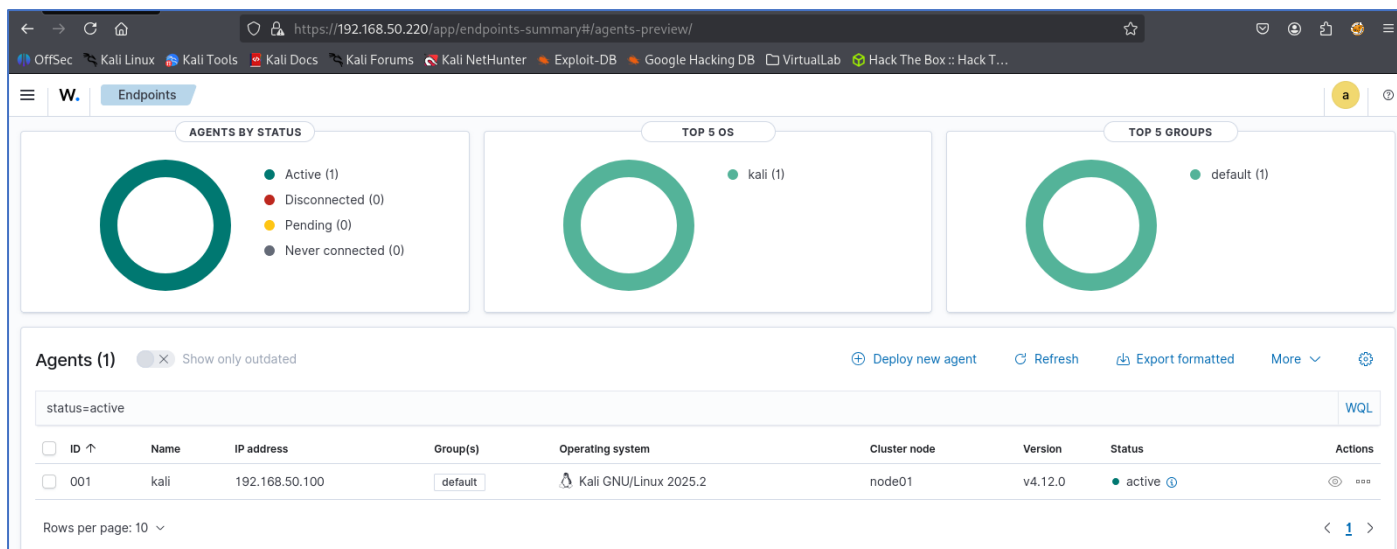 https://192.168.50.220/app/endpoints-summary#/agents-preview/
OffSec Kali Linux Kali Tools Kali Docs Kali Forums Kali NetHunter Exploit-DB Google Hacking DB VirtualLab Hack The Box :: Hack T...
W. Endpoints a
AGENTS BY STATUS
Active (1)
Disconnected (0)
Pending (0)
Never connected (0)
TOP 5 OS
kali (1)
TOP 5 GROUPS
default (1)
Agents (1) Show only outdated Deploy new agent Refresh Export formatted More
status=active WQL
ID Name IP address Group(s) Operating system Cluster node Version Status Actions
001 kali 192.168.50.100 default Kali GNU/Linux 2025.2 node01 v4.12.0 active
Rows per page: 10 < 1 >